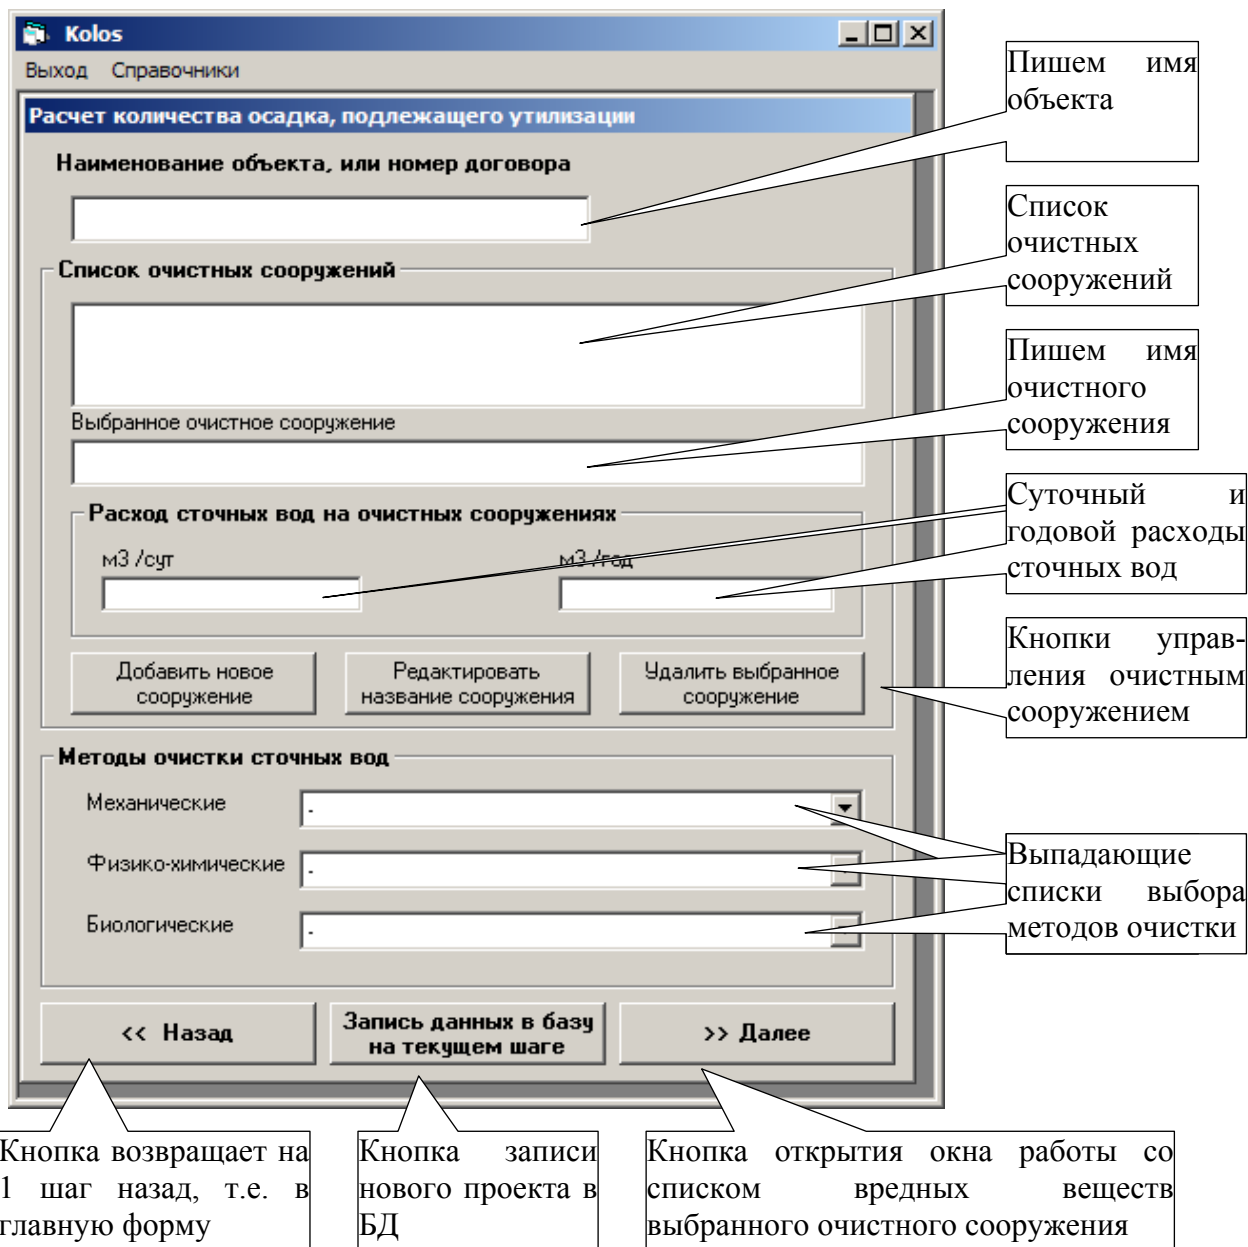 Kolos
Выход Справочники
Расчет количества осадка, подлежащего утилизации
Наименование объекта, или номер договора
Список очистных сооружений
Выбранное очистное сооружение
Расход сточных вод на очистных сооружениях
м3 /сут
м3 /год
Добавить новое
сооружение
Редактировать
название сооружения
Удалить выбранное
сооружение
Методы очистки сточных вод
Механические
.
Физико-химические
.
Биологические
.
<< Назад
Запись данных в базу
на текущем шаге
>> Далее
Пишем имя
объекта
Список
очистных
сооружений
Пишем имя
очистного
сооружения
Суточный и
годовой расходы
сточных вод
Кнопки управ-
ления очистным
сооружением
Выпадающие
списки выбора
методов очистки
Кнопка возвращает на
1 шаг назад, т.е. в
главную форму
Кнопка записи
нового проекта в
БД
Кнопка открытия окна работы со
списком вредных веществ
выбранного очистного сооружения